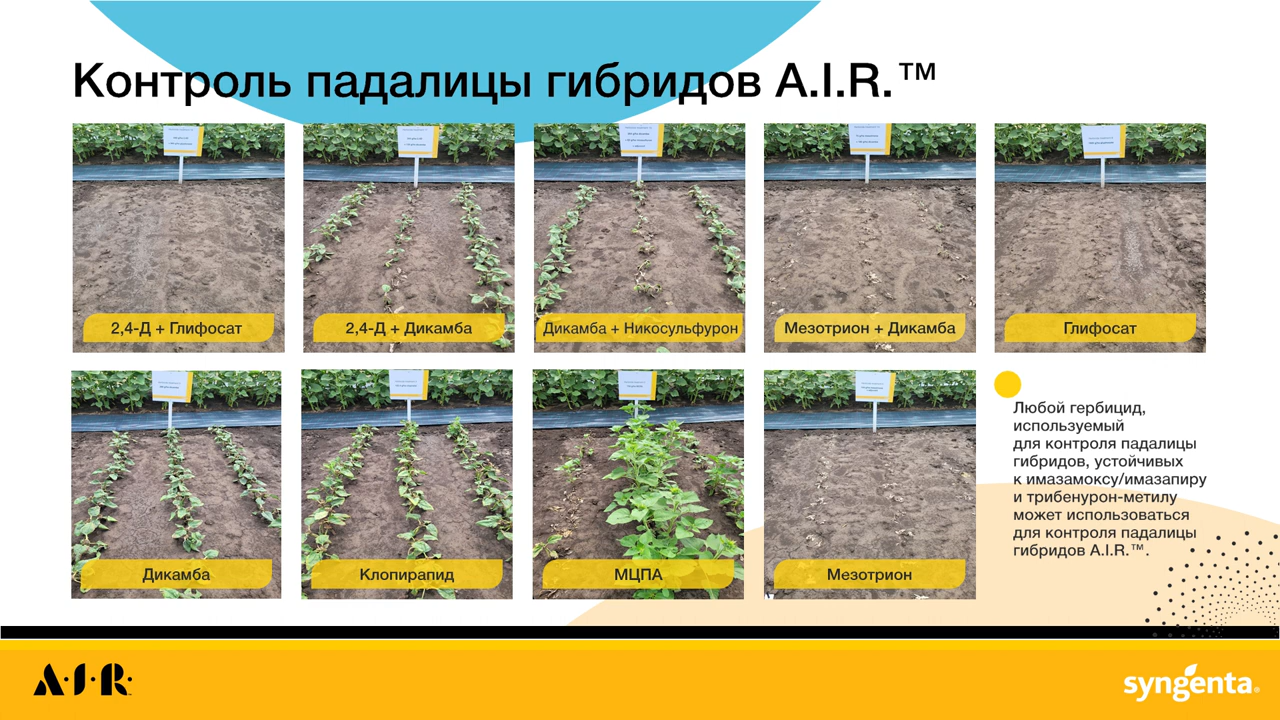 Контроль падалицы гибридов A.I.R.™
2,4-Д + Глифосат
2,4-Д + Дикамба
Дикамба + Никосульфурон
Мезотрион + Дикамба
Глифосат
Дикамба
Клопирапид
МЦПА
Мезотрион
Любой гербицид,
используемый
для контроля падалицы
гибридов, устойчивых
к имазамоксу/имазапиру
и трибенурон-метилу
может использоваться
для контроля падалицы
гибридов A.I.R.™.
A·I·R·
syngenta®